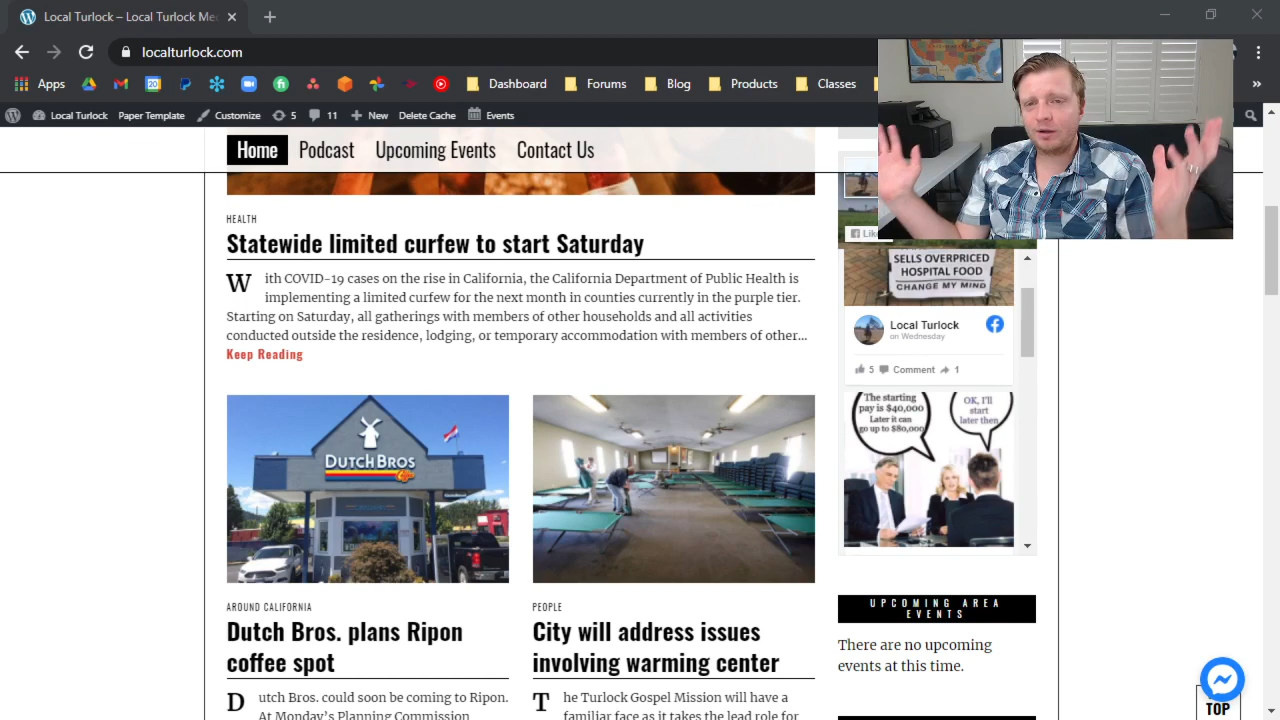 Local Turlock – Local Turlock Me
localturlock.com
Apps
Dashboard
Forums
Blog
Products
Classes
»
Local Turlock
Paper Template
Customize
5
11
New
Delete Cache
Events
Home
Podcast
Upcoming Events
Contact Us
HEALTH
Statewide limited curfew to start Saturday
With COVID-19 cases on the rise in California, the California Department of Public Health is
implementing a limited curfew for the next month in counties currently in the purple tier.
Starting on Saturday, all gatherings with members of other households and all activities
conducted outside the residence, lodging, or temporary accommodation with members of other...
Keep Reading
DUTCH BROS
AROUND CALIFORNIA
Dutch Bros. plans Ripon
coffee spot
Dutch Bros. could soon be coming to Ripon.
At Monday's Planning Commission
PEOPLE
City will address issues
involving warming center
The Turlock Gospel Mission will have a
familiar face as it takes the lead role for
Lik
SELLS OVERPRICED
HOSPITAL FOOD
CHANGE MY MIND
Local Turlock
on Wednesday
5 Comment 1
The starting
pay is $40,000
Later it can
go up to $80,000
OK, I'll
start
later then
UPCOMING AREA
EVENTS
There are no upcoming
events at this time.
TOP